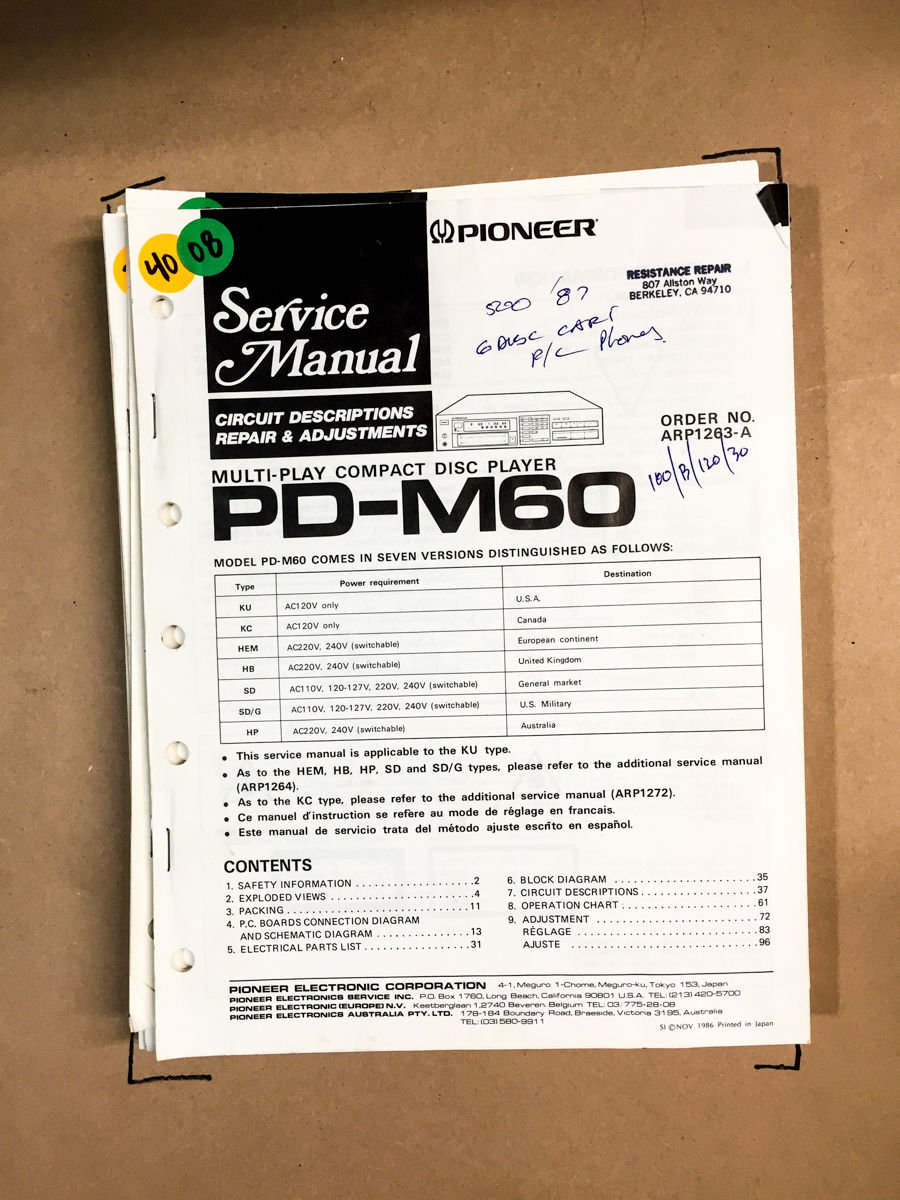 40
08
PIONEER
Service
Manual
RESISTANCE REPAIR
807 Allston Way
BERKELEY, CA 94710
'87
6 DISC CART
R/C Phones
CIRCUIT DESCRIPTIONS
REPAIR & ADJUSTMENTS
ORDER NO.
ARP1263-A
MULTI-PLAY COMPACT DISC PLAYER
PD-M60
100/B/120/30
MODEL PD-M60 COMES IN SEVEN VERSIONS DISTINGUISHED AS FOLLOWS:
Type Power requirement Destination
KU AC120V only U.S.A.
KC AC120V only Canada
HEM AC220V, 240V (switchable) European continent
HB AC220V, 240V (switchable) United Kingdom
SD AC110V, 120-127V, 220V, 240V (switchable) General market
SD/G AC110V, 120-127V, 220V, 240V (switchable) U.S. Military
HP AC220V, 240V (switchable) Australia
• This service manual is applicable to the KU type.
• As to the HEM, HB, HP, SD and SD/G types, please refer to the additional service manual
(ARP1264).
• As to the KC type, please refer to the additional service manual (ARP1272).
• Ce manuel d'instruction se refère au mode de réglage en francais.
• Este manual de servicio trata del método ajuste escrito en español.
CONTENTS
1. SAFETY INFORMATION . . . . . . . . . . . . . . . . . .2
2. EXPLODED VIEWS . . . . . . . . . . . . . . . . . . . . . .4
3. PACKING . . . . . . . . . . . . . . . . . . . . . . . . . . . 11
4. P.C. BOARDS CONNECTION DIAGRAM
AND SCHEMATIC DIAGRAM . . . . . . . . . . . . . . 13
5. ELECTRICAL PARTS LIST . . . . . . . . . . . . . . . . 31
6. BLOCK DIAGRAM . . . . . . . . . . . . . . . . . . . . . 35
7. CIRCUIT DESCRIPTIONS . . . . . . . . . . . . . . . . . 37
8. OPERATION CHART . . . . . . . . . . . . . . . . . . . . 61
9. ADJUSTMENT . . . . . . . . . . . . . . . . . . . . . . . . 72
RÉGLAGE . . . . . . . . . . . . . . . . . . . . . . . . . . . 83
AJUSTE . . . . . . . . . . . . . . . . . . . . . . . . . . . . 96
PIONEER ELECTRONIC CORPORATION 4-1, Meguro 1-Chome, Meguro-ku, Tokyo 153, Japan
PIONEER ELECTRONICS SERVICE INC. P.O. Box 1760, Long Beach, California 90801 U.S.A. TEL: (213) 420-5700
PIONEER ELECTRONIC (EUROPE) N.V. Keetberglaan 1, 2740 Beveren, Belgium TEL: 03/775-28-08
PIONEER ELECTRONICS AUSTRALIA PTY. LTD. 178-184 Boundary Road, Braeside, Victoria 3195, Australia
TEL: (03) 580-9911
SI © NOV. 1986 Printed in Japan